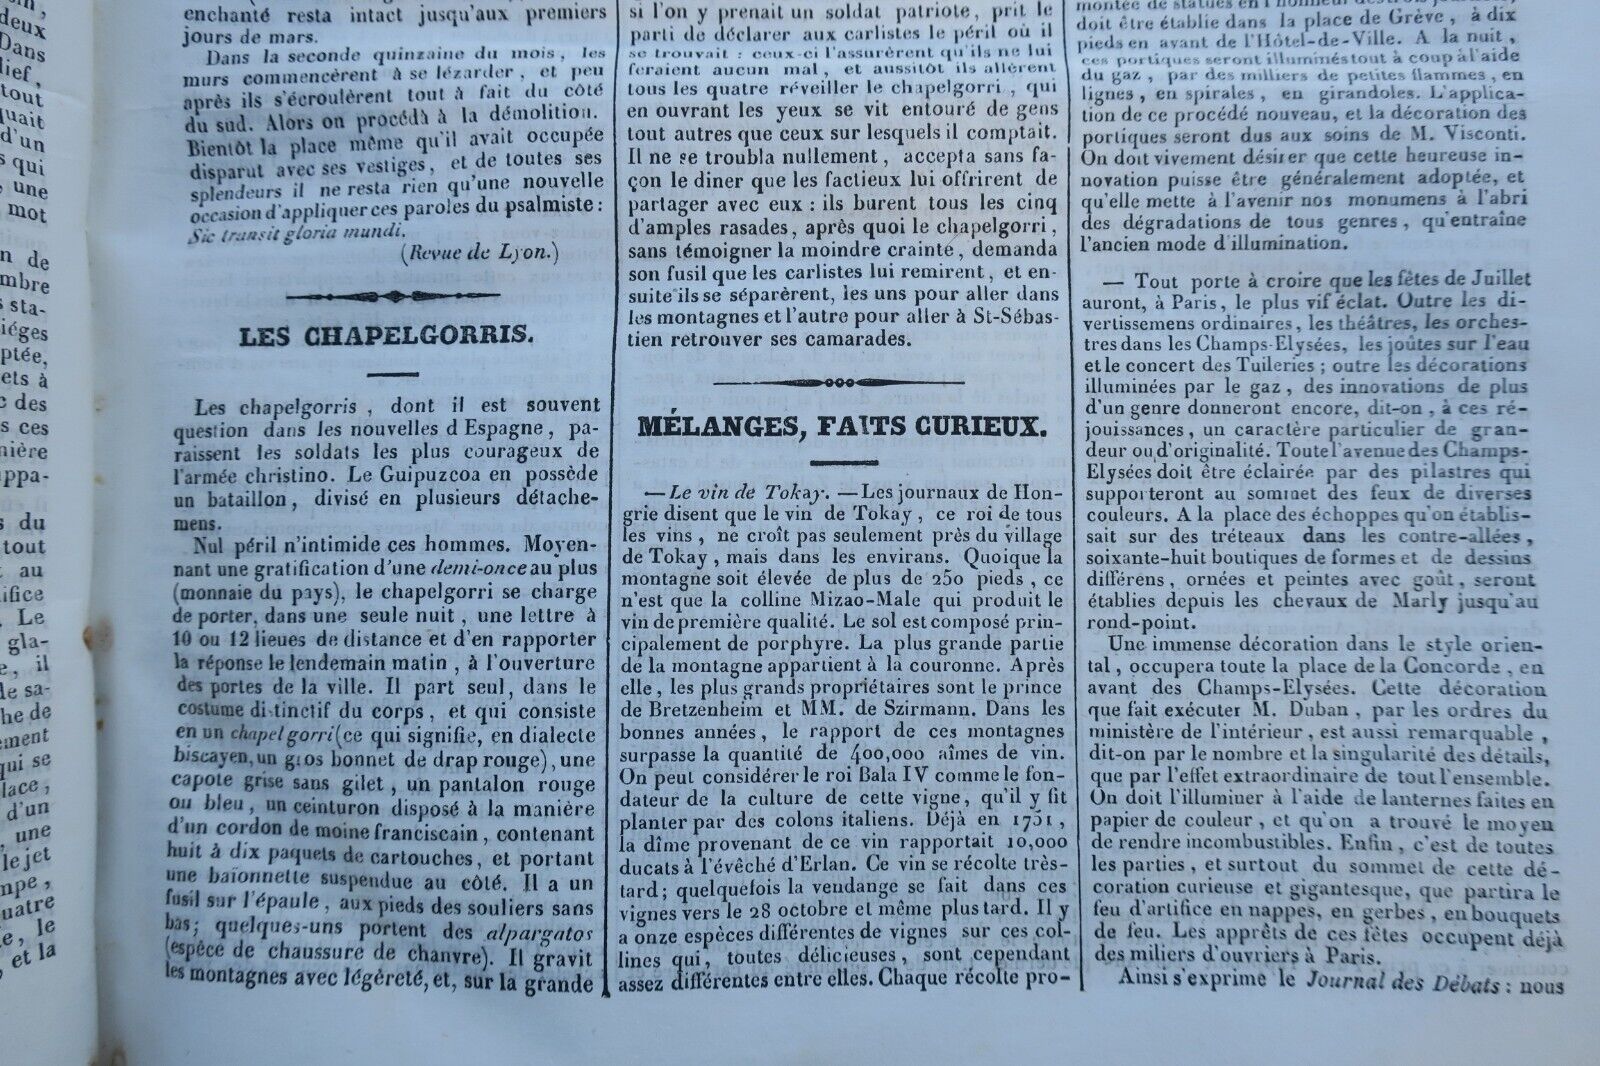 deux
Dans
lief,
tout
quait
d'un
s qui
, une
mot
n de
mbre
s sta-
iéges
ptée,
ets à
c des
s ces
nière
appa-
s du
tout
t au
ifice
. Le
gla-
e, il
le sa-
he de
ement
qui se
lace,
d'un
, une
le jet
mpe,
uatre
e, le
, et la
enchanté resta intact jusqu'aux premiers
jours de mars.
Dans la seconde quinzaine du mois, les
murs commencèrent à se lézarder, et peu
après ils s'écroulèrent tout à fait du côté
du sud. Alors on procéda à la démolition.
Bientôt la place même qu'il avait occupée
disparut avec ses vestiges, et de toutes ses
splendeurs il ne resta rien qu'une nouvelle
occasion d'appliquer ces paroles du psalmiste :
Sic transit gloria mundi.
(Revue de Lyon.)
LES CHAPELGORRIS.
Les chapelgorris, dont il est souvent
question dans les nouvelles d Espagne, pa-
raissent les soldats les plus courageux de
l'armée christino. Le Guipuzcoa en possède
un bataillon, divisé en plusieurs détache-
mens.
Nul péril n'intimide ces hommes. Moyen-
nant une gratification d'une demi-once au plus
(monnaie du pays), le chapelgorri se charge
de porter, dans une seule nuit, une lettre à
10 ou 12 lieues de distance et d'en rapporter
la réponse le lendemain matin, à l'ouverture
des portes de la ville. Il part seul, dans le
costume distinctif du corps, et qui consiste
en un chapelgorri (ce qui signifie, en dialecte
biscayen, un gros bonnet de drap rouge), une
capote grise sans gilet, un pantalon rouge
ou bleu, un ceinturon disposé à la manière
d'un cordon de moine franciscain, contenant
huit à dix paquets de cartouches, et portant
une baïonnette suspendue au côté. Il a un
fusil sur l'épaule, aux pieds des souliers sans
bas; quelques-uns portent des alpargatos
(espèce de chaussure de chanvre). Il gravit
les montagnes avec légèreté, et, sur la grande
si l'on y prenait un soldat patriote, prit le
parti de déclarer aux carlistes le péril où il
se trouvait : ceux-ci l'assurèrent qu'ils ne lui
feraient aucun mal, et aussitôt ils allèrent
tous les quatre réveiller le chapelgorri, qui
en ouvrant les yeux se vit entouré de gens
tout autres que ceux sur lesquels il comptait.
Il ne se troubla nullement, accepta sans fa-
çon le diner que les factieux lui offrirent de
partager avec eux : ils burent tous les cinq
d'amples rasades, après quoi le chapelgorri,
sans témoigner la moindre crainte, demanda
son fusil que les carlistes lui remirent, et en-
suite ils se séparèrent, les uns pour aller dans
les montagnes et l'autre pour aller à St-Sébas-
tien retrouver ses camarades.
MÉLANGES, FAITS CURIEUX.
— Le vin de Tokay. — Les journaux de Hon-
grie disent que le vin de Tokay, ce roi de tous
les vins, ne croît pas seulement près du village
de Tokay, mais dans les environs. Quoique la
montagne soit élevée de plus de 250 pieds, ce
n'est que la colline Mizao-Male qui produit le
vin de première qualité. Le sol est composé prin-
cipalement de porphyre. La plus grande partie
de la montagne appartient à la couronne. Après
elle, les plus grands propriétaires sont le prince
de Bretzenheim et MM. de Szirmann. Dans les
bonnes années, le rapport de ces montagnes
surpasse la quantité de 400,000 aîmes de vin.
On peut considérer le roi Bala IV comme le fon-
dateur de la culture de cette vigne, qu'il y fit
planter par des colons italiens. Déjà en 1751,
la dîme provenant de ce vin rapportait 10,000
ducats à l'évêché d'Erlan. Ce vin se récolte très-
tard; quelquefois la vendange se fait dans ces
vignes vers le 28 octobre et même plus tard. Il y
a onze espèces différentes de vignes sur ces col-
lines qui, toutes délicieuses, sont cependant
assez différentes entre elles. Chaque récolte pro-
doit être établie dans la place de Grève, à dix
pieds en avant de l'Hôtel-de-Ville. A la nuit,
ces portiques seront illuminés tout à coup à l'aide
du gaz, par des milliers de petites flammes, en
lignes, en spirales, en girandoles. L'applica-
tion de ce procédé nouveau, et la décoration des
portiques seront dus aux soins de M. Visconti.
On doit vivement désirer que cette heureuse in-
novation puisse être généralement adoptée, et
qu'elle mette à l'avenir nos monumens à l'abri
des dégradations de tous genres, qu'entraîne
l'ancien mode d'illumination.
— Tout porte à croire que les fêtes de Juillet
auront, à Paris, le plus vif éclat. Outre les di-
vertissemens ordinaires, les théâtres, les orches-
tres dans les Champs-Elysées, les joûtes sur l'eau
et le concert des Tuileries ; outre les décorations
illuminées par le gaz, des innovations de plus
d'un genre donneront encore, dit-on, à ces ré-
jouissances, un caractère particulier de gran-
deur ou d'originalité. Toute l'avenue des Champs-
Elysées doit être éclairée par des pilastres qui
supporteront au sommet des feux de diverses
couleurs. A la place des échoppes qu'on établis-
sait sur des tréteaux dans les contre-allées,
soixante-huit boutiques de formes et de dessins
différens, ornées et peintes avec goût, seront
établies depuis les chevaux de Marly jusqu'au
rond-point.
Une immense décoration dans le style orien-
tal, occupera toute la place de la Concorde, en
avant des Champs-Elysées. Cette décoration
que fait exécuter M. Duban, par les ordres du
ministère de l'intérieur, est aussi remarquable,
dit-on par le nombre et la singularité des détails,
que par l'effet extraordinaire de tout l'ensemble.
On doit l'illuminer à l'aide de lanternes faites en
papier de couleur, et qu'on a trouvé le moyen
de rendre incombustibles. Enfin, c'est de toutes
les parties, et surtout du sommet de cette dé-
coration curieuse et gigantesque, que partira le
feu d'artifice en nappes, en gerbes, en bouquets
de feu. Les apprêts de ces fêtes occupent déjà
des milliers d'ouvriers à Paris.
Ainsi s'exprime le Journal des Débats : nous